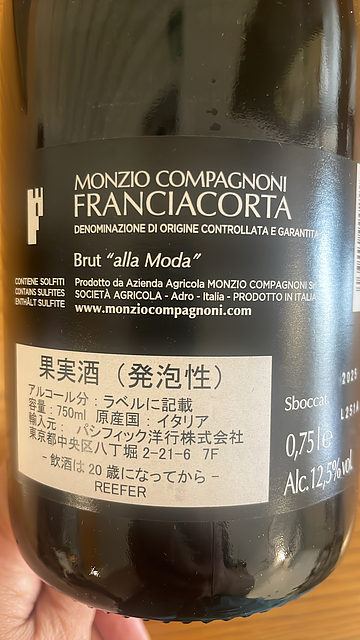 MONZIO COMPAGNONI
FRANCIACORTA
DENOMINAZIONE DI ORIGINE CONTROLLATA E GARANTITA
Brut "alla Moda"
CONTIENE SOLFITI
CONTAINS SULFITES
ENTHÄLT SULFITE
Prodotto da Azienda Agricola MONZIO COMPAGNONI
SOCIETÀ AGRICOLA - Adro - Italia - PRODOTTO IN
www.monziocompagnoni.com
果実酒（発泡性）
アルコール分：ラベルに記載
容量：750ml 原産国：イタリア
輸入元： パシフィック洋行株式会社
東京都中央区八丁堀 2-21-6 7F
- 飲酒は 20 歳になってから -
REEFER
2025
0,75 l e
Alc.12,5% vol.